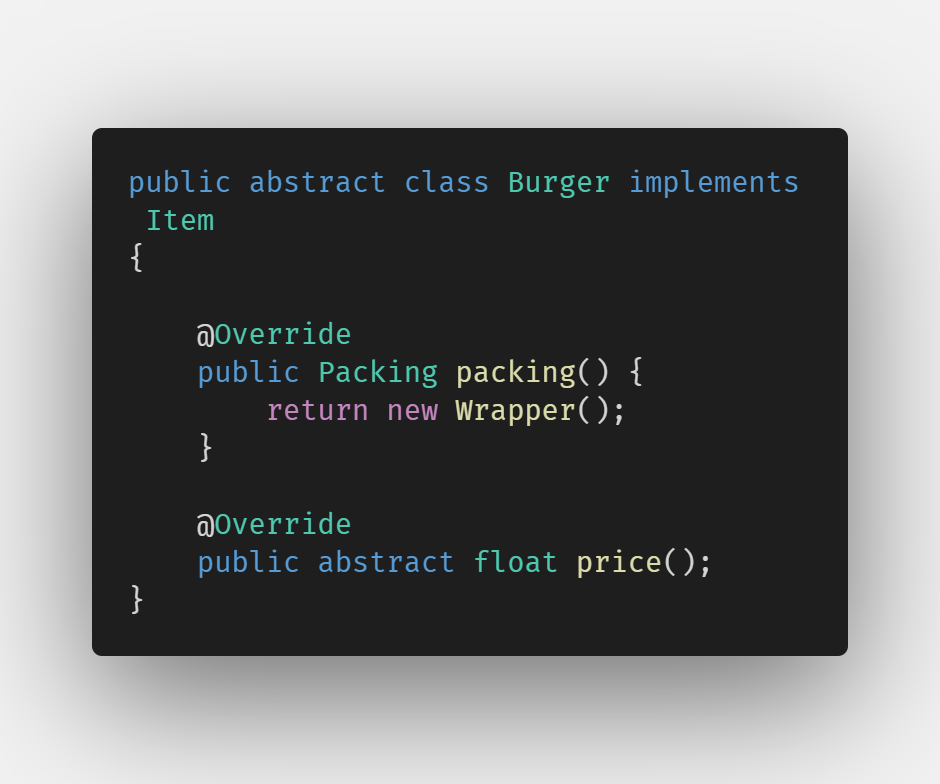 public abstract class Burger implements
 Item
{

    @Override
    public Packing packing() {
        return new Wrapper();
    }

    @Override
    public abstract float price();
}